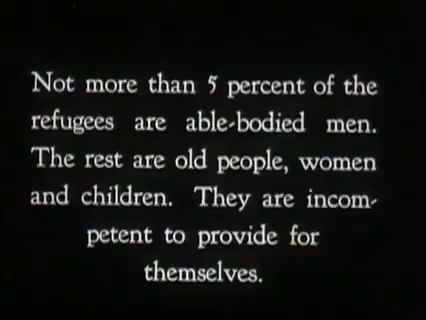 Not more than 5 percent of the
refugees are able-bodied men.
The rest are old people, women
and children. They are incom-
petent to provide for
themselves.